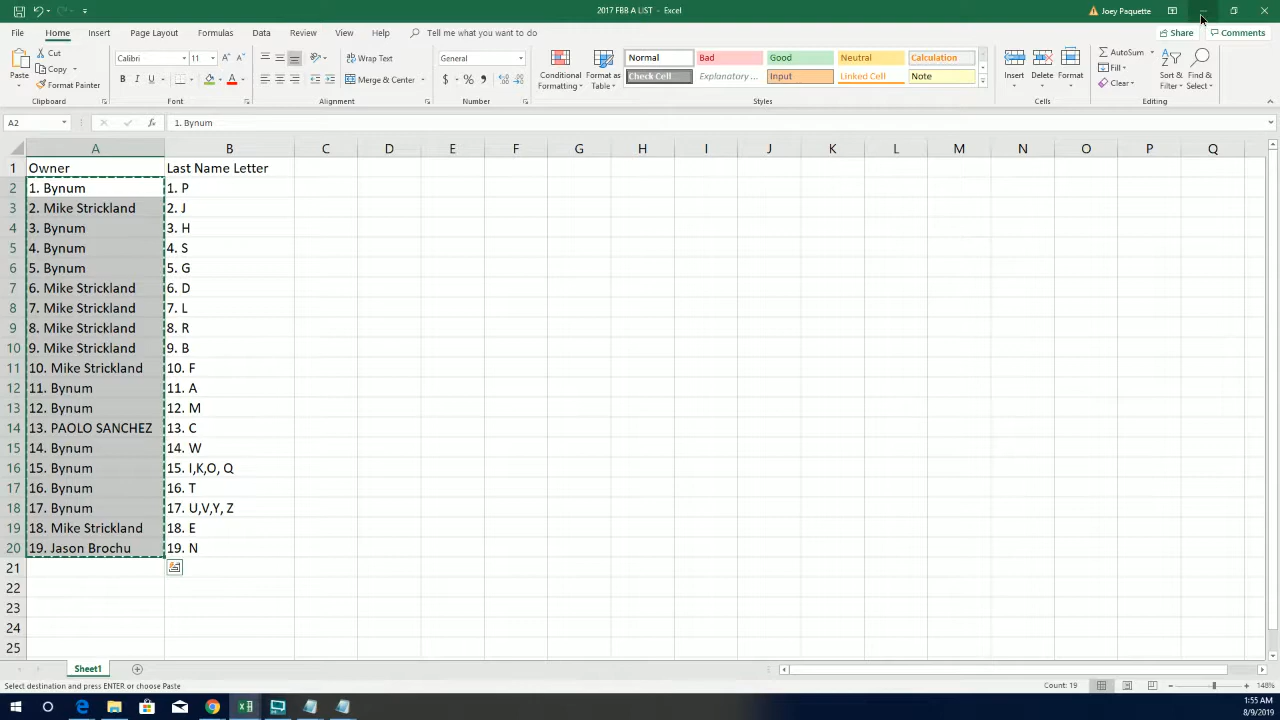 2017 FBB A LIST - Excel
Joey Paquette
File Home Insert Page Layout Formulas Data Review View Help Tell me what you want to do
Share Comments
Paste
Cut
Copy
Format Painter
Clipboard
Calibri
B I U
Font
Wrap Text
Merge & Center
Alignment
General
$ % ,
Number
Conditional Formatting
Format as Table
Normal Bad Good Neutral Calculation
Check Cell Explanatory ... Input Linked Cell Note
Styles
Insert Delete Format
Cells
AutoSum
Fill
Clear
Sort & Filter
Find & Select
Editing
A2 fx 1. Bynum
A B C D E F G H I J K L M N O P Q
1 Owner Last Name Letter
2 1. Bynum 1. P
3 2. Mike Strickland 2. J
4 3. Bynum 3. H
5 4. Bynum 4. S
6 5. Bynum 5. G
7 6. Mike Strickland 6. D
8 7. Mike Strickland 7. L
9 8. Mike Strickland 8. R
10 9. Mike Strickland 9. B
11 10. Mike Strickland 10. F
12 11. Bynum 11. A
13 12. Bynum 12. M
14 13. PAOLO SANCHEZ 13. C
15 14. Bynum 14. W
16 15. Bynum 15. I,K,O, Q
17 16. Bynum 16. T
18 17. Bynum 17. U,V,Y, Z
19 18. Mike Strickland 18. E
20 19. Jason Brochu 19. N
21
22
23
24
25
Sheet1
Select destination and press ENTER or choose Paste
Count: 19
148%
1:55 AM
8/9/2019